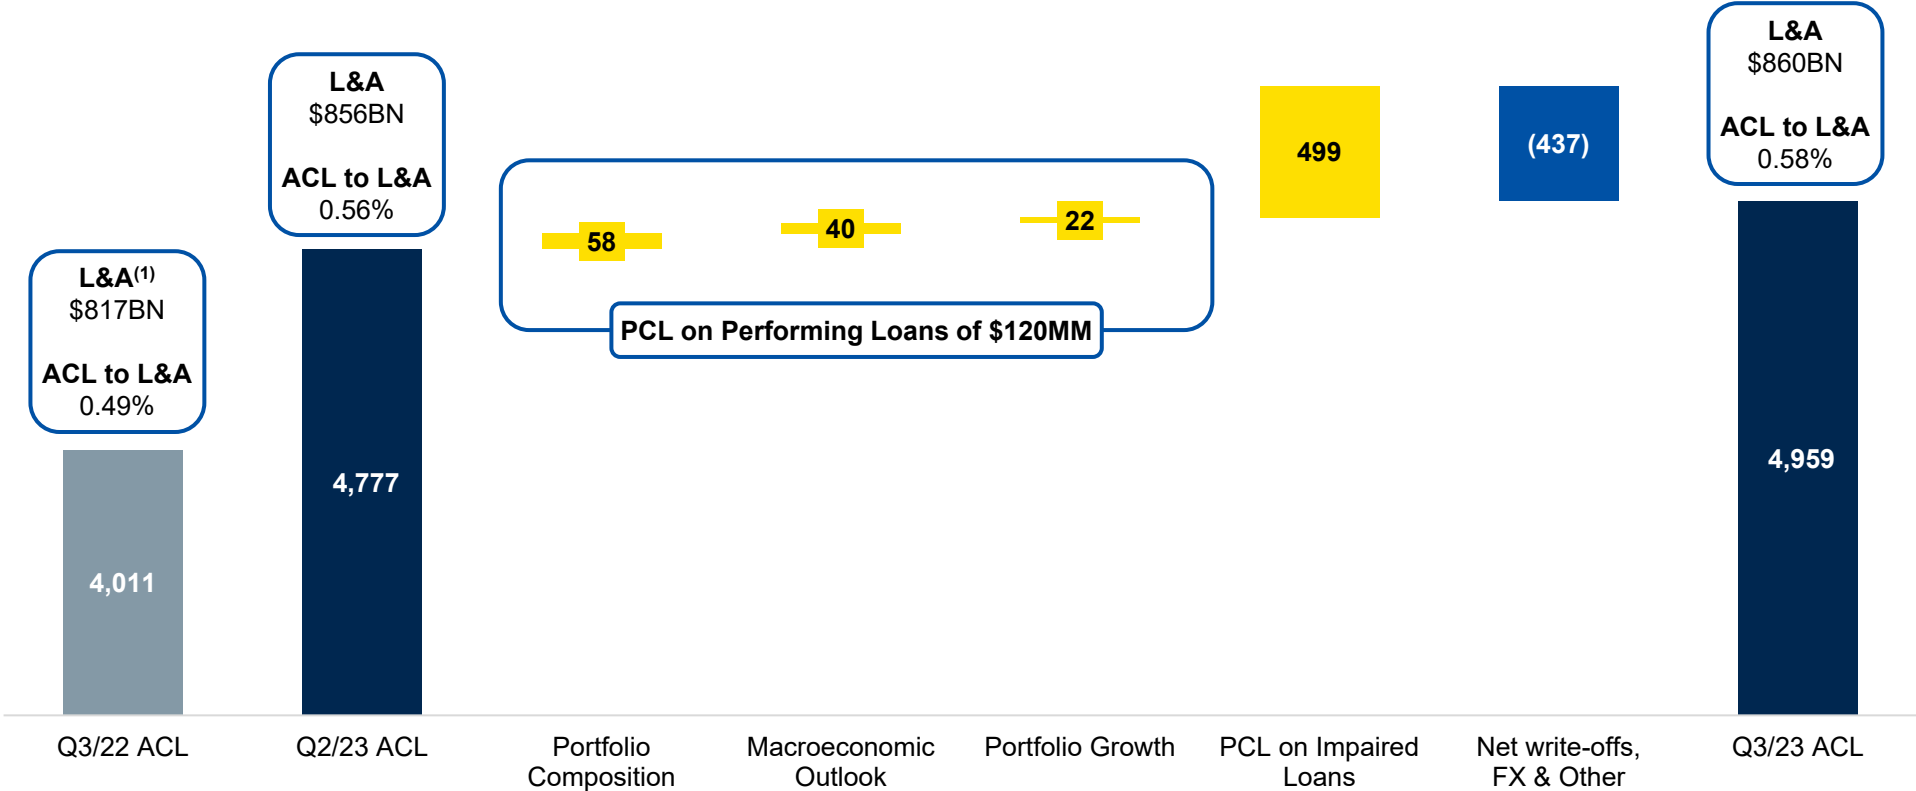 L&A
$860BN
ACL to L&A
0.58%
L&A
$856BN
ACL to L&A
0.56%
L&A(1)
$817BN
ACL to L&A
0.49%
499
(437)
58
40
22
PCL on Performing Loans of $120MM
4,011
4,777
4,959
Q3/22 ACL
Q2/23 ACL
Portfolio
Composition
Macroeconomic
Outlook
Portfolio Growth
PCL on Impaired
Loans
Net write-offs,
FX & Other
Q3/23 ACL